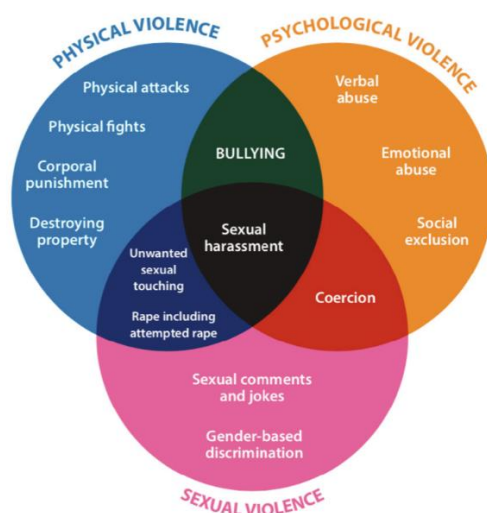 PHYSICAL VIOLENCE
PSYCHOLOGICAL VIOLENCE
Physical attacks
Physical fights
Corporal
punishment
Destroying
property
BULLYING
Verbal
abuse
Emotional
abuse
Social
exclusion
Sexual
harassment
Unwanted
sexual
touching
Rape including
attempted rape
Coercion
Sexual comments
and jokes
Gender-based
discrimination
SEXUAL VIOLENCE